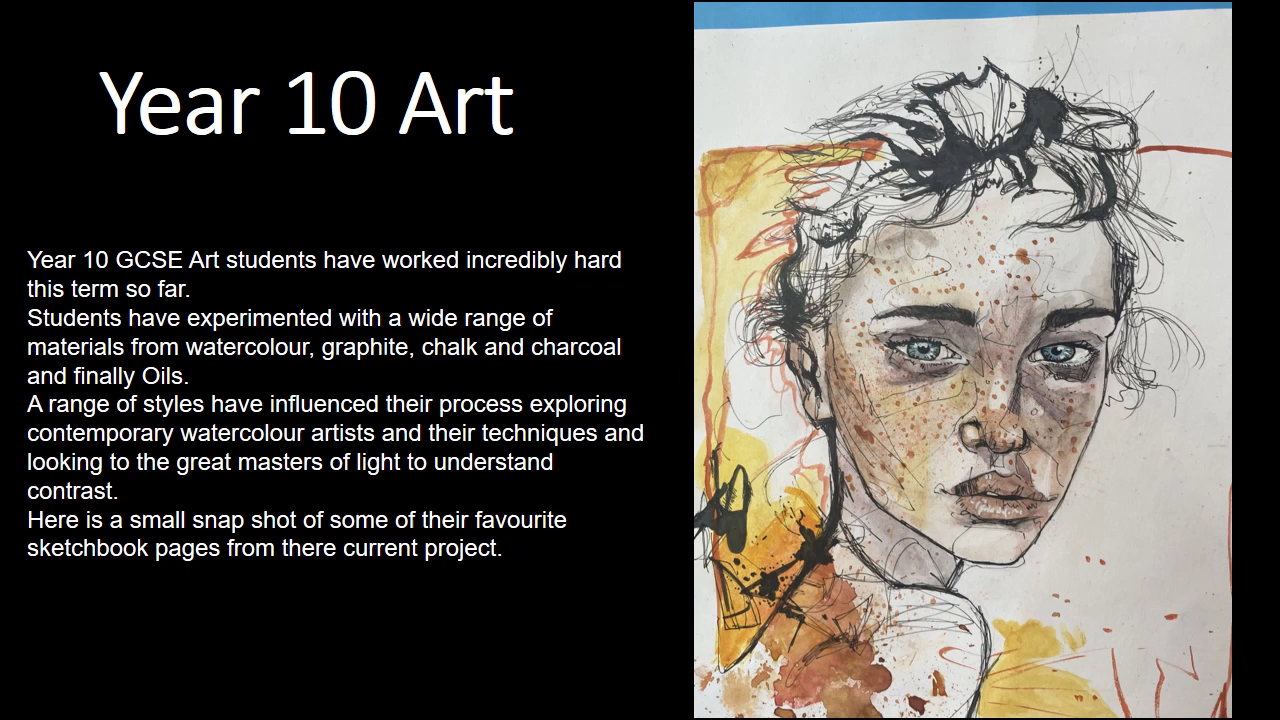 Year 10 Art
Year 10 GCSE Art students have worked incredibly hard
this term so far.
Students have experimented with a wide range of
materials from watercolour, graphite, chalk and charcoal
and finally Oils.
A range of styles have influenced their process exploring
contemporary watercolour artists and their techniques and
looking to the great masters of light to understand
contrast.
Here is a small snap shot of some of their favourite
sketchbook pages from there current project.